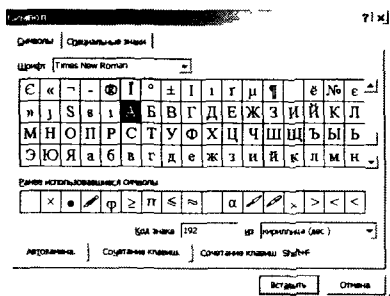 Символ
Символы Специальные знаки
Шрифт: Times New Roman
Є « ¬ - ® Ї ° ± І і ґ µ ¶ ё № є
» ј Ѕ ѕ ї А Б В Г Д Е Ж З И Й К Л
М Н О П Р С Т У Ф Х Ц Ч Ш Щ Ъ Ы Ь
Э Ю Я а б в г д е ж з и й к л м н
Ранее использовавшиеся символы
× ● φ ≥ π ≤ ≈ α > < <
Код знака: 192 из: кириллица (дес.)
Автозамена... Сочетание клавиш... Сочетание клавиш: Shift+F
Вставить Отмена